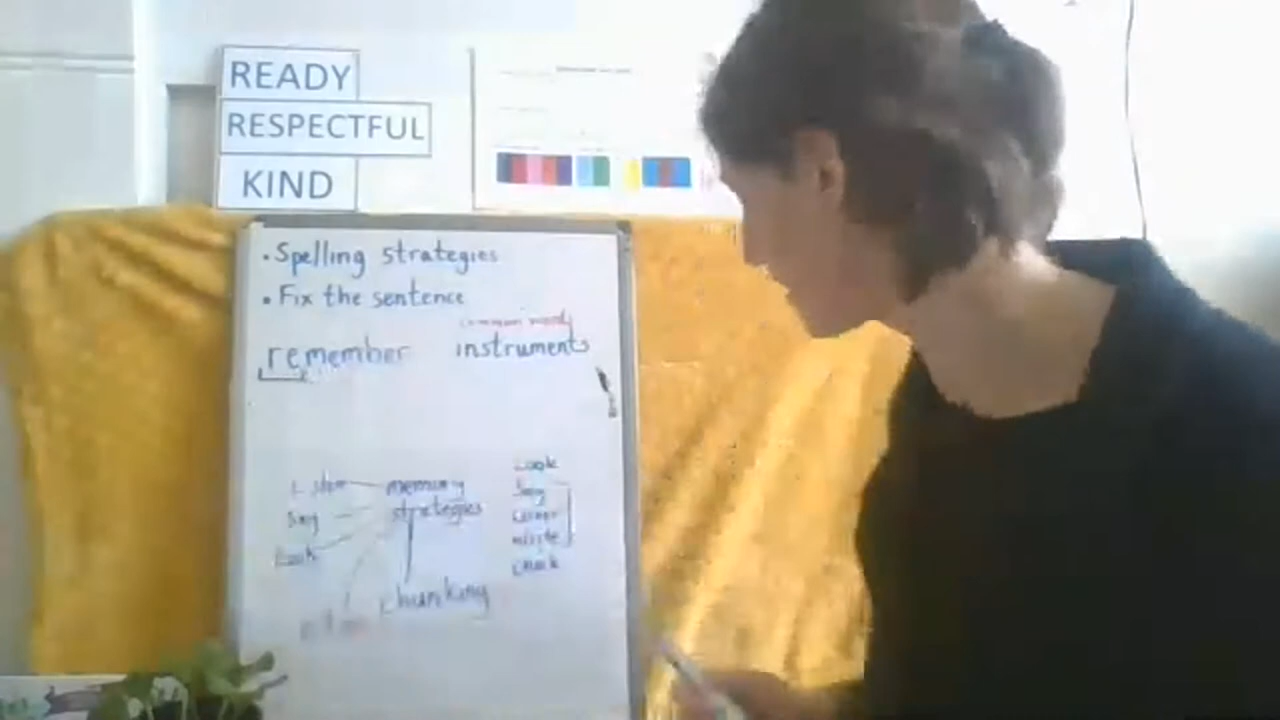 READY
RESPECTFUL
KIND
• Spelling strategies
• Fix the sentence
common words
remember instruments
Listen
Say
Look
memory
strategies
chunking
Look
Say
cover
write
check